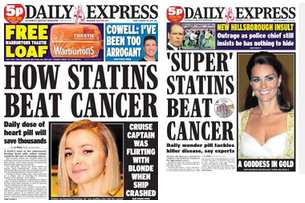 5p DAILY EXPRESS
FREE
WARBURTONS TOASTIE
LOAF
Warburtons
COWELL: I'VE
BEEN TOO
ARROGANT
HOW STATINS
BEAT CANCER
Daily dose of
heart pill will
save thousands
CRUISE
CAPTAIN
WAS
FLIRTING
WITH
BLONDE
WHEN
SHIP
CRASHED
5p DAILY EXPRESS
NEW HILLSBOROUGH INSULT
Outrage as police chief still
insists he has nothing to hide
'SUPER'
STATINS
BEAT
CANCER
Daily wonder pill tackles
killer disease, say experts
A GODDESS IN GOLD